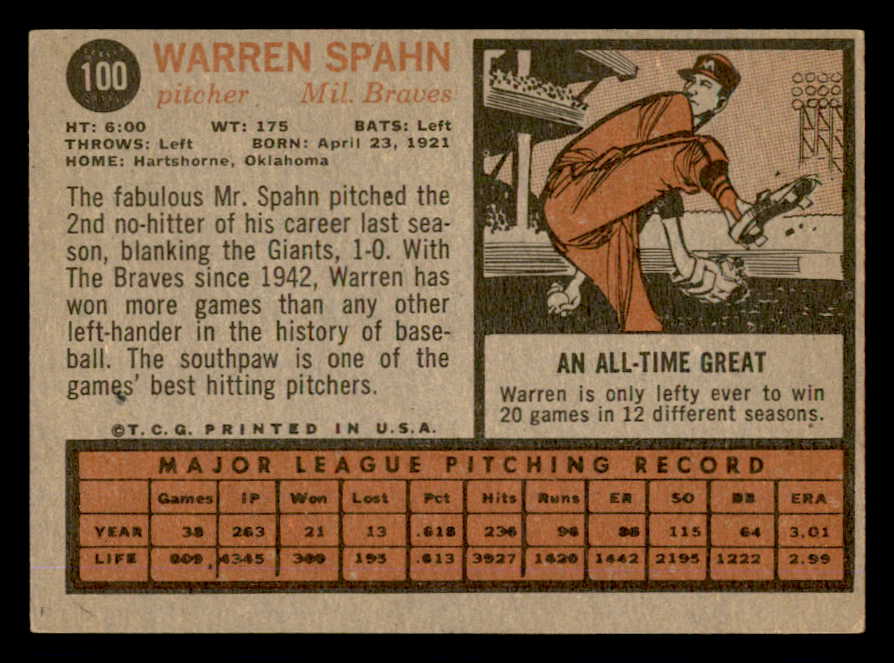 100
WARREN SPAHN
pitcher Mil. Braves
HT: 6:00 WT: 175 BATS: Left
THROWS: Left BORN: April 23, 1921
HOME: Hartshorne, Oklahoma
The fabulous Mr. Spahn pitched the
2nd no-hitter of his career last sea-
son, blanking the Giants, 1-0. With
The Braves since 1942, Warren has
won more games than any other
left-hander in the history of base-
ball. The southpaw is one of the
games' best hitting pitchers.
©T.C.G. PRINTED IN U.S.A.
M
AN ALL-TIME GREAT
Warren is only lefty ever to win
20 games in 12 different seasons.
MAJOR LEAGUE PITCHING RECORD
Games IP Won Lost Pct Hits Runs ER SO BB ERA
YEAR 38 263 21 13 .618 236 96 115 64 3.01
LIFE 4345 309 195 .613 3927 1442 2195 1222 2.99